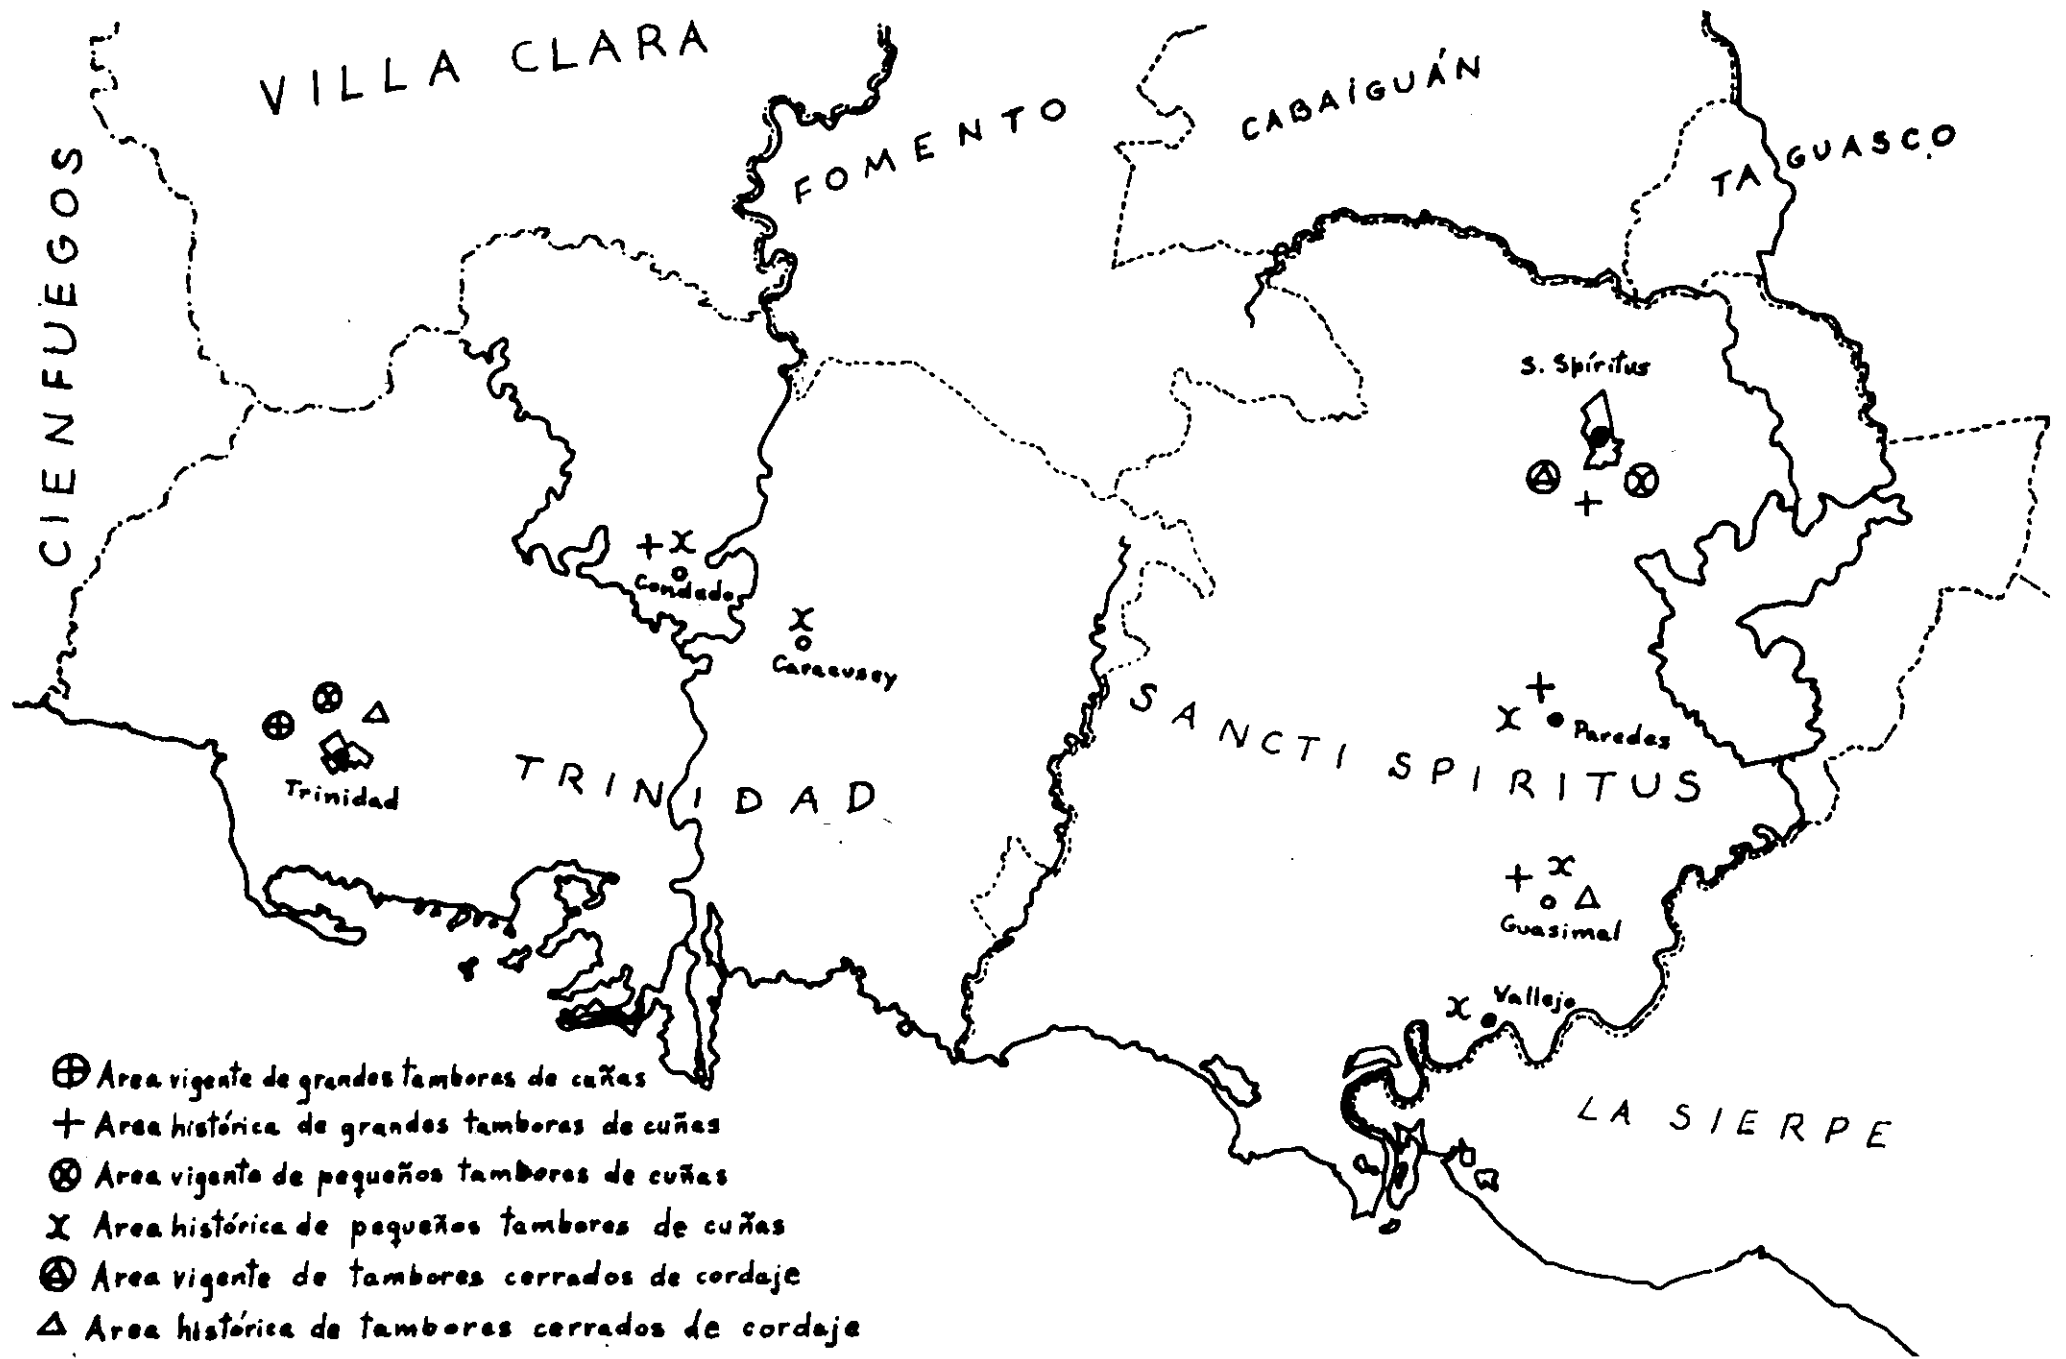 VILLA CLARA
FOMENTO
CABAIGUÁN
TAGUASCO
CIENFUEGOS
S. Spíritus
Condado
Caracusey
Trinidad
TRINIDAD
SANCTI SPIRITUS
Paredes
Guasimal
Vallejo
LA SIERPE
Area vigente de grandes tambores de cuñas
Area histórica de grandes tambores de cuñas
Area vigente de pequeños tambores de cuñas
Area histórica de pequeños tambores de cuñas
Area vigente de tambores cerrados de cordaje
Area histórica de tambores cerrados de cordaje